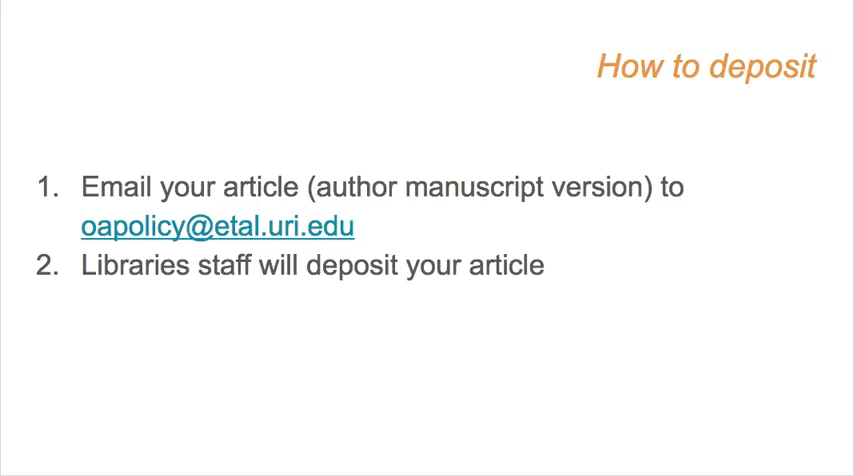 How to deposit
1. Email your article (author manuscript version) to
oapolicy@etal.uri.edu
2. Libraries staff will deposit your article